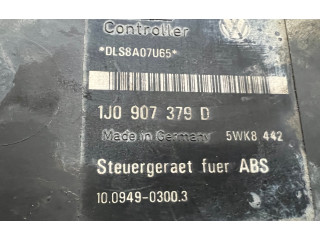 Controller
*DLS8A07U65*
1J0 907 379 D
Made in Germany 5WK8 442
Steuergeraet fuer ABS
10.0949-0300.3